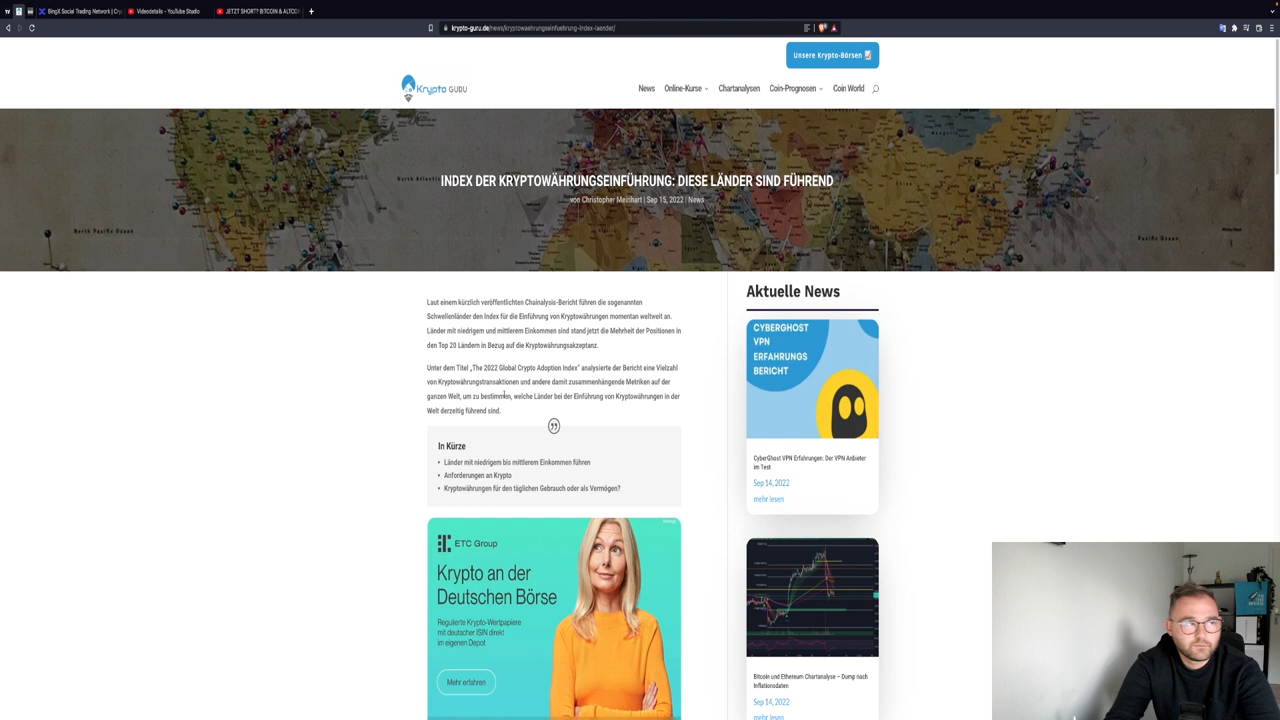 BingX Social Trading Network | Cry
Videodetails - YouTube Studio
JETZT SHORT? BITCOIN & ALTCO
krypto-guru.de/news/kryptowaehrungseinfuehrung-index-laender/
Unsere Krypto-Börsen
Krypto GURU
News
Online-Kurse
Chartanalysen
Coin-Prognosen
Coin World
INDEX DER KRYPTOWÄHRUNGSEINFÜHRUNG: DIESE LÄNDER SIND FÜHREND
von Christopher Meinhart | Sep 15, 2022 | News
North Pacific Ocean
Pacific Ocean
Laut einem kürzlich veröffentlichten Chainalysis-Bericht führen die sogenannten
Schwellenländer den Index für die Einführung von Kryptowährungen momentan weltweit an.
Länder mit niedrigem und mittlerem Einkommen sind stand jetzt die Mehrheit der Positionen in
den Top 20 Ländern in Bezug auf die Kryptowährungsakzeptanz.
Unter dem Titel „The 2022 Global Crypto Adoption Index" analysierte der Bericht eine Vielzahl
von Kryptowährungstransaktionen und andere damit zusammenhängende Metriken auf der
ganzen Welt, um zu bestimmen, welche Länder bei der Einführung von Kryptowährungen in der
Welt derzeitig führend sind.
In Kürze
• Länder mit niedrigem bis mittlerem Einkommen führen
• Anforderungen an Krypto
• Kryptowährungen für den täglichen Gebrauch oder als Vermögen?
ETC Group
Krypto an der
Deutschen Börse
Regulierte Krypto-Wertpapiere
mit deutscher ISIN direkt
im eigenen Depot
Mehr erfahren
Aktuelle News
CYBERGHOST
VPN
ERFAHRUNGS
BERICHT
CyberGhost VPN Erfahrungen: Der VPN Anbieter
im Test
Sep 14, 2022
mehr lesen
Bitcoin und Ethereum Chartanalyse – Dump nach
Inflationsdaten
Sep 14, 2022
mehr lesen